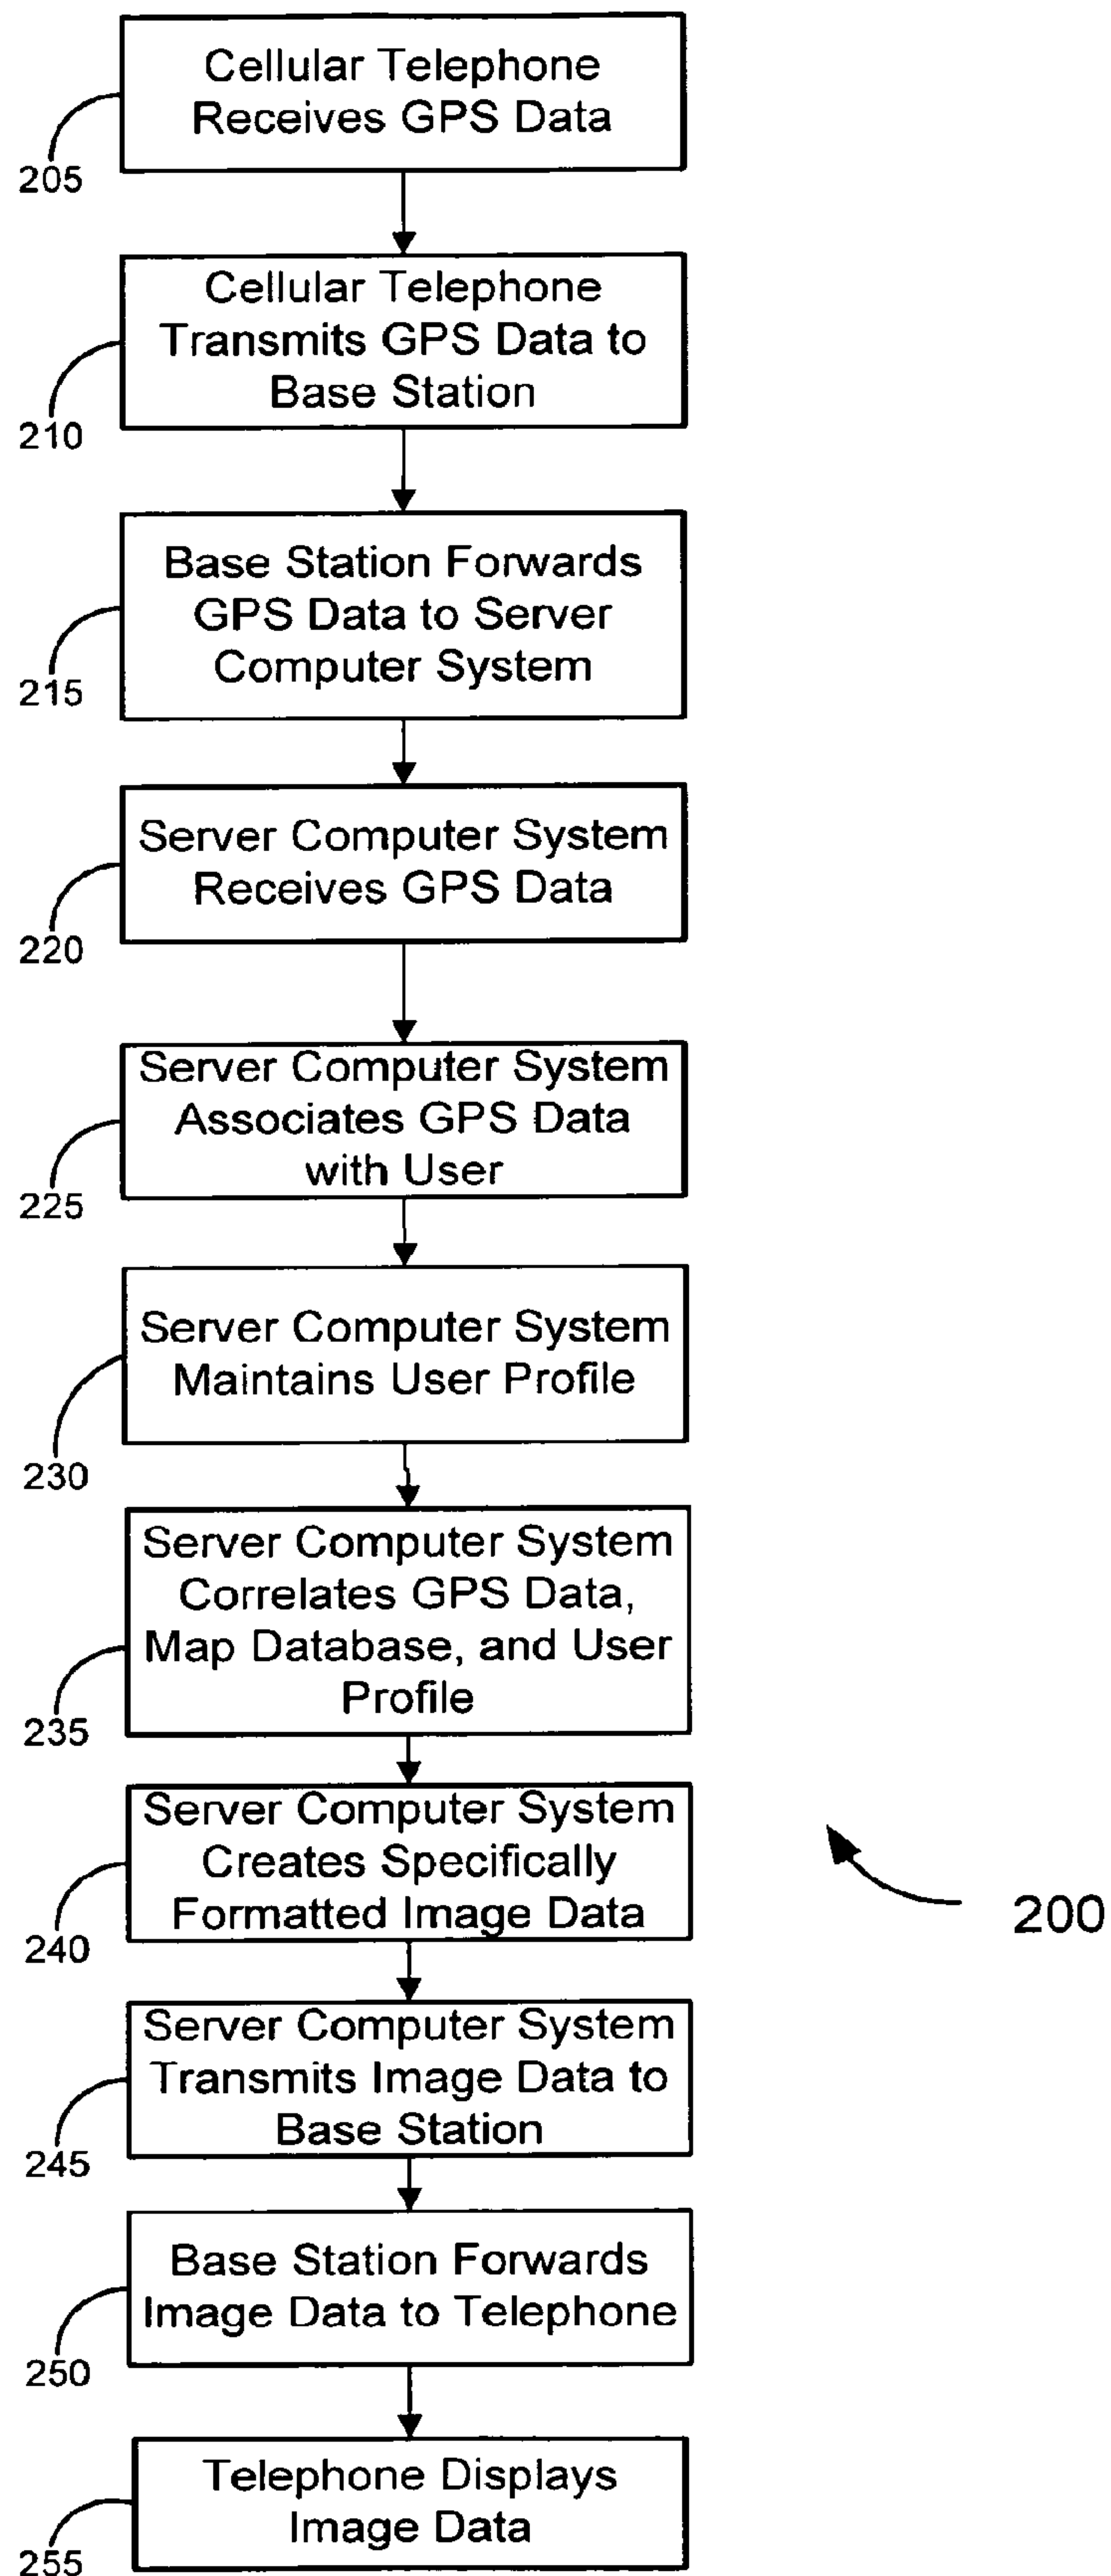 Cellular Telephone
Receives GPS Data
205
Cellular Telephone
Transmits GPS Data to
Base Station
210
Base Station Forwards
GPS Data to Server
Computer System
215
Server Computer System
Receives GPS Data
220
Server Computer System
Associates GPS Data
with User
225
Server Computer System
Maintains User Profile
230
Server Computer System
Correlates GPS Data,
Map Database, and User
Profile
235
Server Computer System
Creates Specifically
Formatted Image Data
240
200
Server Computer System
Transmits Image Data to
Base Station
245
Base Station Forwards
Image Data to Telephone
250
Telephone Displays
Image Data
255